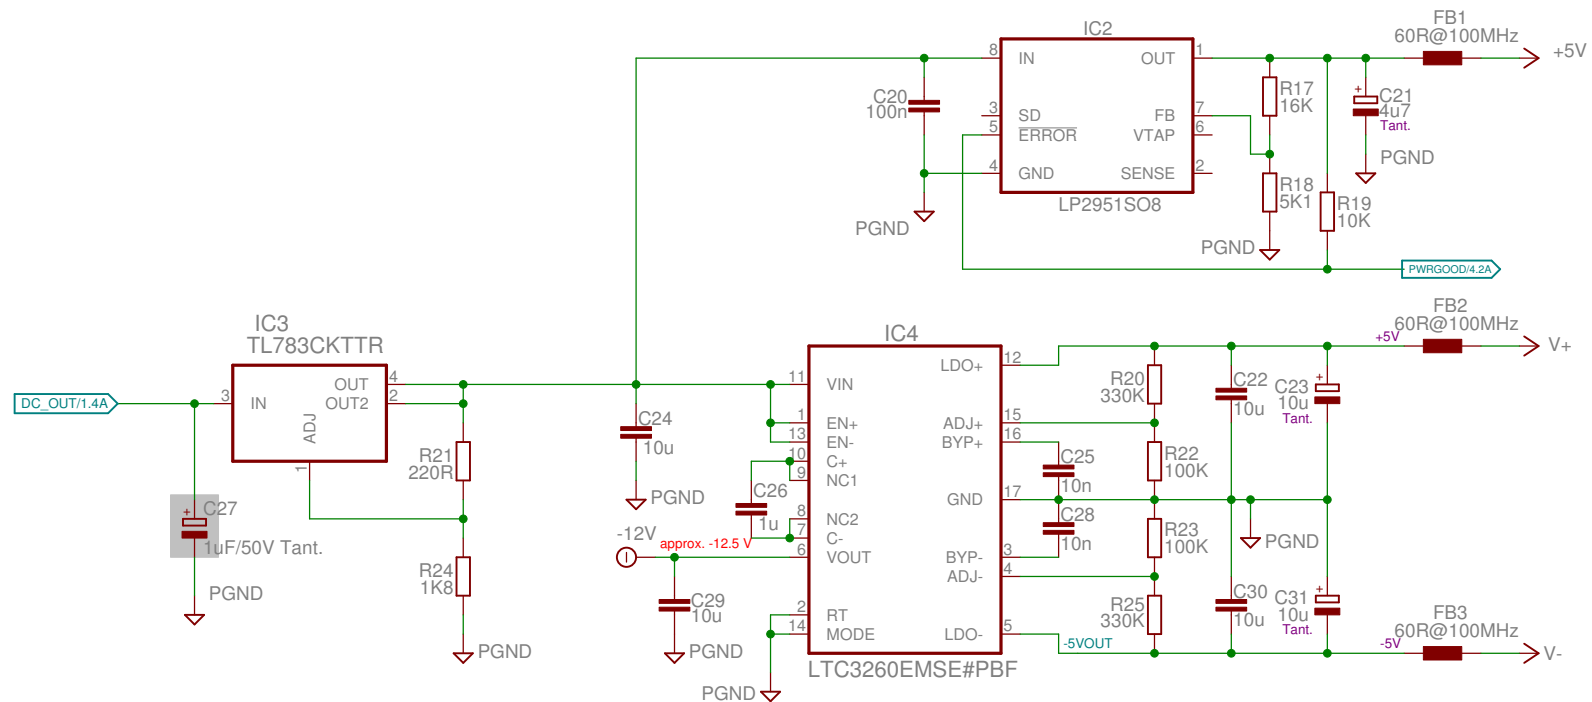 IC2
LP2951SO8
8
IN
3
SD
5
ERROR
4
GND
OUT
1
FB
7
VTAP
6
SENSE
2
C20
100n
PGND
R17
16K
R18
5K1
PGND
R19
10K
C21
4u7
Tant.
PGND
FB1
60R@100MHz
+5V
PWRGOOD/4.2A
IC3
TL783CKTTR
DC_OUT/1.4A
3
IN
OUT
4
OUT2
2
ADJ
1
C27
1uF/50V Tant.
PGND
R21
220R
R24
1K8
PGND
C24
10u
PGND
C26
1u
-12V
approx. -12.5 V
C29
10u
PGND
PGND
IC4
LTC3260EMSE#PBF
11
VIN
1
EN+
13
EN-
10
C+
9
NC1
8
NC2
7
C-
6
VOUT
2
RT
14
MODE
LDO+
12
ADJ+
15
BYP+
16
GND
17
BYP-
3
ADJ-
4
LDO-
5
-5VOUT
C25
10n
C28
10n
R20
330K
R22
100K
R23
100K
R25
330K
C22
10u
C23
10u
Tant.
PGND
C30
10u
C31
10u
Tant.
+5V
FB2
60R@100MHz
V+
-5V
FB3
60R@100MHz
V-